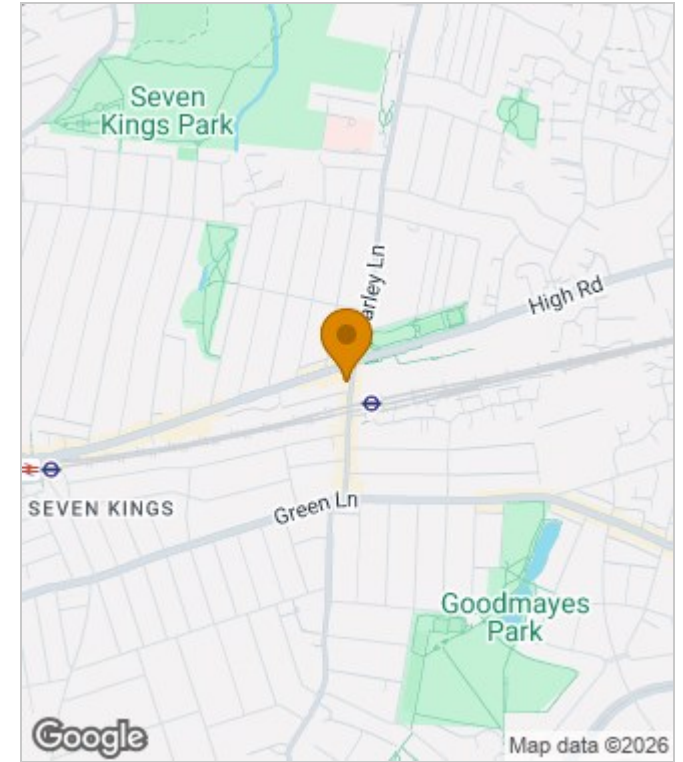 Seven
Kings Park
arley Ln
High Rd
SEVEN KINGS
Green Ln
Goodmayes
Park
Google
Map data ©2026